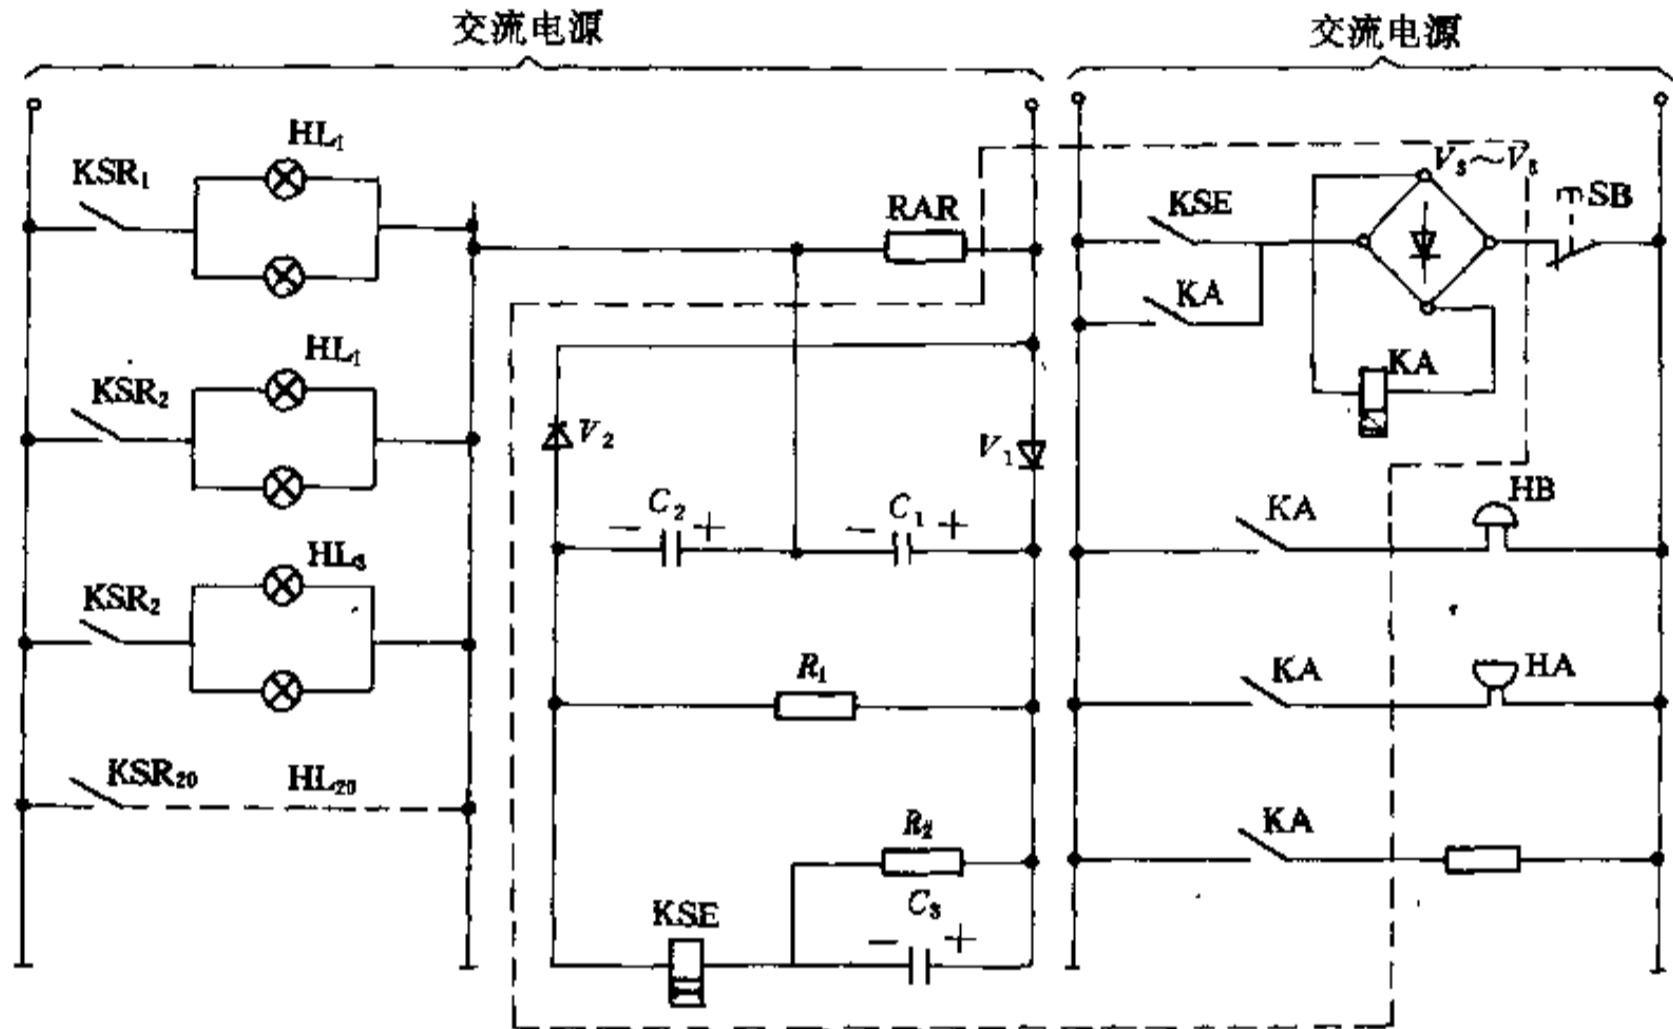 交流电源
交流电源
HL₁
KSR₁
V₃～V₆
RAR
KSE
SB
KA
HL₁
KSR₂
KA
V₂
V₁
HB
KA
− C₂ +
− C₁ +
HL₃
KSR₂
R₁
KA
HA
KSR₂₀
HL₂₀
R₂
KA
KSE
C₃
− +